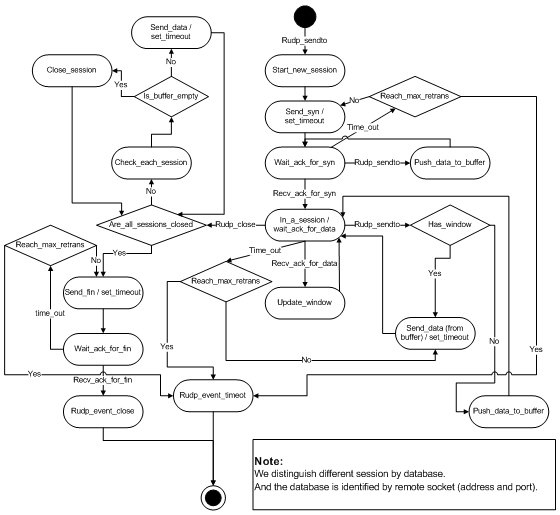 Send_data /
set_timeout
Rudp_sendto
Close_session
No
Start_new_session
Yes
Is_buffer_empty
Reach_max_retrans
No
Send_syn /
set_timeout
Time_out
Check_each_session
Wait_ack_for_syn
Rudp_sendto
Push_data_to_buffer
No
Recv_ack_for_syn
Are_all_sessions_closed
Rudp_close
In_a_session /
wait_ack_for_data
Rudp_sendto
Has_window
Reach_max_retrans
Yes
No
Time_out
Recv_ack_for_data
Yes
Reach_max_retrans
Send_fin / set_timeout
Update_window
time_out
Send_data (from
buffer) / set_timeout
No
Yes
Yes
Wait_ack_for_fin
No
Yes
Recv_ack_for_fin
Rudp_event_timeot
Rudp_event_close
Push_data_to_buffer
Note:
We distinguish different session by database.
And the database is identified by remote socket (address and port).